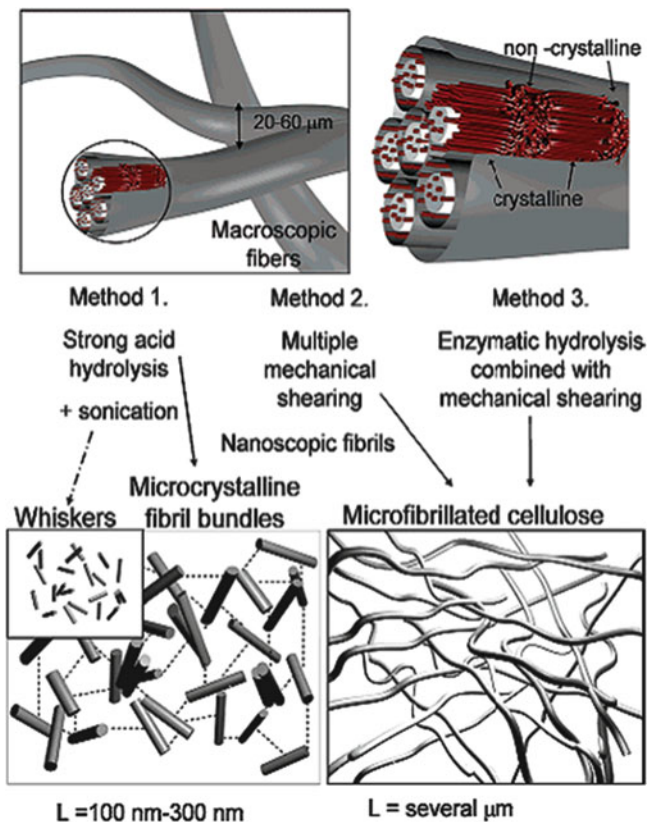 non -crystalline
20-60 μm
crystalline
Macroscopic
fibers
Method 1.
Method 2.
Method 3.
Strong acid
hydrolysis
+ sonication
Multiple
mechanical
shearing
Enzymatic hydrolysis
combined with
mechanical shearing
Nanoscopic fibrils
Whiskers
Microcrystalline
fibril bundles
Microfibrillated cellulose
L =100 nm-300 nm
L = several μm